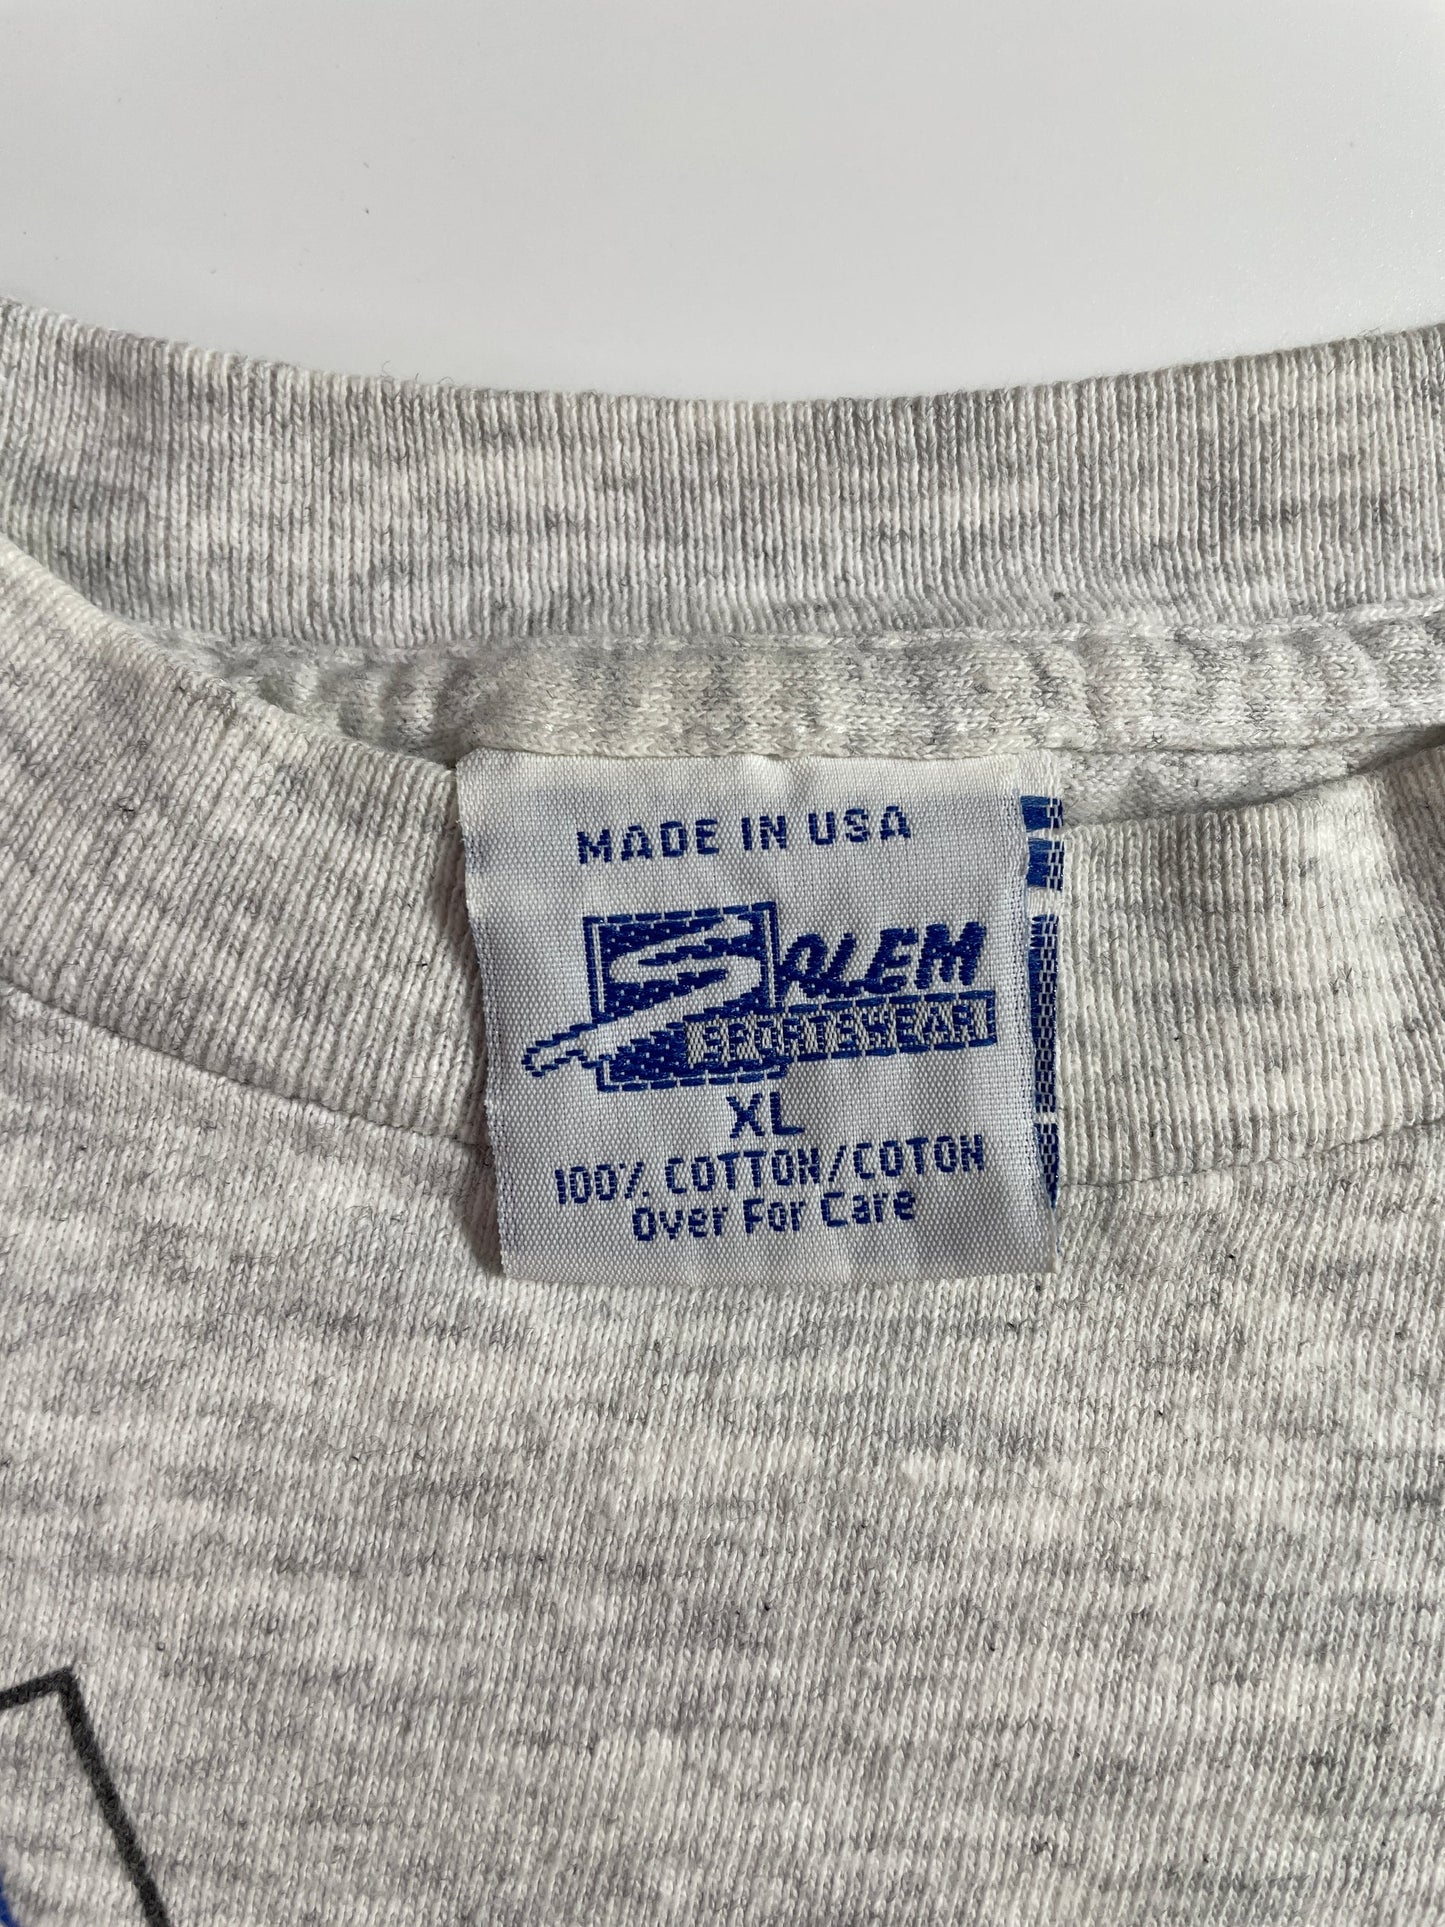 MADE IN USA
SALEM
SPORTSWEAR
XL
100% COTTON/COTON
Over For Care